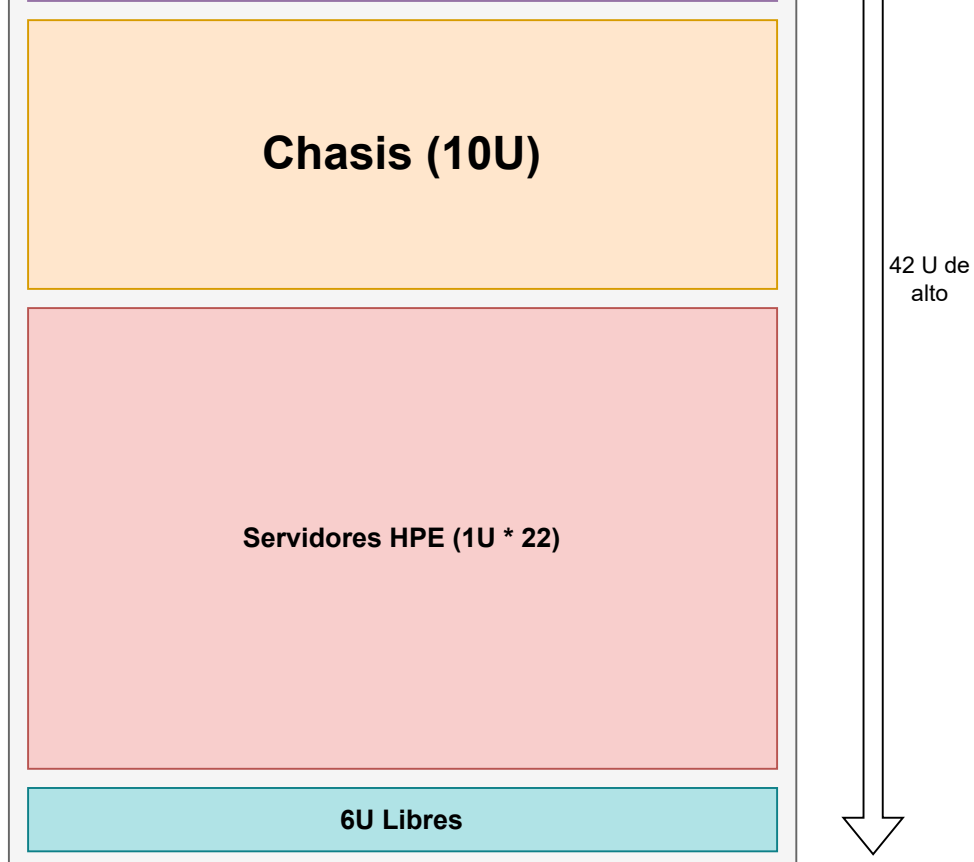 Chasis (10U)
42 U de
alto
Servidores HPE (1U * 22)
6U Libres